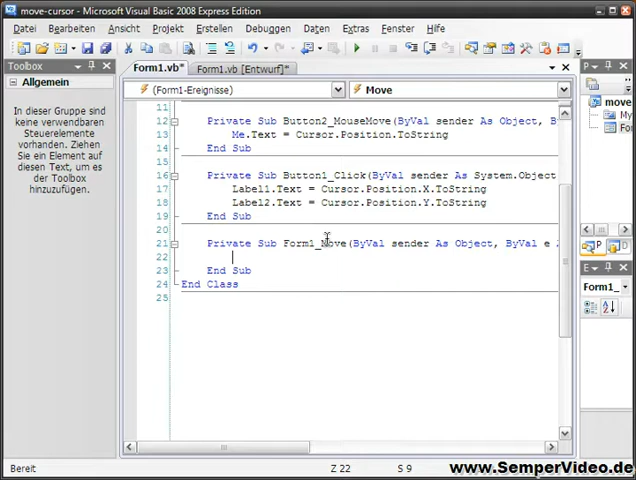 move-cursor - Microsoft Visual Basic 2008 Express Edition
Datei Bearbeiten Ansicht Projekt Erstellen Debuggen Daten Extras Fenster Hilfe
Toolbox
Allgemein
In dieser Gruppe sind
keine verwendbaren
Steuerelemente
vorhanden. Ziehen
Sie ein Element auf
diesen Text, um es
der Toolbox
hinzuzufügen.
Form1.vb* Form1.vb [Entwurf]*
(Form1-Ereignisse) Move
11
12 Private Sub Button2_MouseMove(ByVal sender As Object, B
13 Me.Text = Cursor.Position.ToString
14 End Sub
15
16 Private Sub Button1_Click(ByVal sender As System.Object
17 Label1.Text = Cursor.Position.X.ToString
18 Label2.Text = Cursor.Position.Y.ToString
19 End Sub
20
21 Private Sub Form1_Move(ByVal sender As Object, ByVal e
22
23 End Sub
24 End Class
25
P...
move
My
For
P...
E...
Form1_
Bereit Z 22 S 9
www.SemperVideo.de